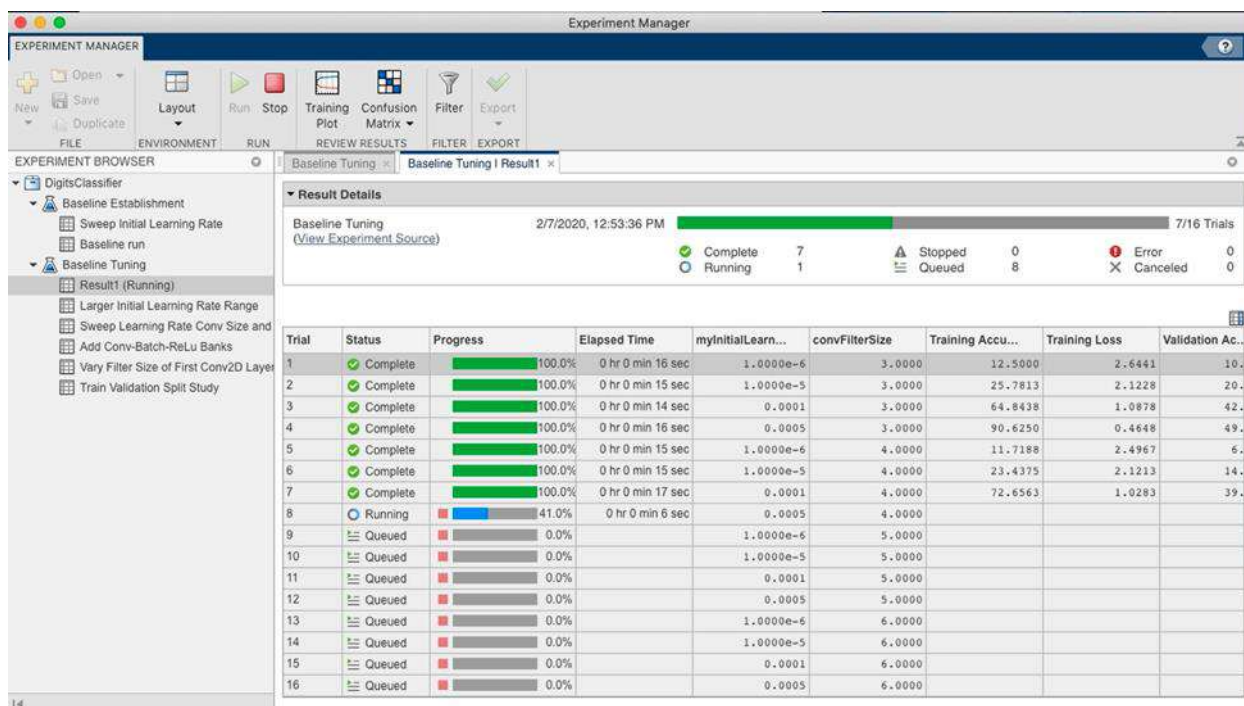 Experiment Manager
EXPERIMENT MANAGER
?
New
Open
Save
Duplicate
Layout
Run
Stop
Training Plot
Confusion Matrix
Filter
Export
FILE ENVIRONMENT RUN REVIEW RESULTS FILTER EXPORT
EXPERIMENT BROWSER
DigitsClassifier
Baseline Establishment
Sweep Initial Learning Rate
Baseline run
Baseline Tuning
Result1 (Running)
Larger Initial Learning Rate Range
Sweep Learning Rate Conv Size and
Add Conv-Batch-ReLu Banks
Vary Filter Size of First Conv2D Layer
Train Validation Split Study
Baseline Tuning × Baseline Tuning | Result1 ×
Result Details
Baseline Tuning 2/7/2020, 12:53:36 PM 7/16 Trials
(View Experiment Source)
Complete 7 Stopped 0 Error 0
Running 1 Queued 8 Canceled 0
Trial Status Progress Elapsed Time myInitialLearn... convFilterSize Training Accu... Training Loss Validation Ac..
1 Complete 100.0% 0 hr 0 min 16 sec 1.0000e-6 3.0000 12.5000 2.6441 10.
2 Complete 100.0% 0 hr 0 min 15 sec 1.0000e-5 3.0000 25.7813 2.1228 20.
3 Complete 100.0% 0 hr 0 min 14 sec 0.0001 3.0000 64.8438 1.0878 42.
4 Complete 100.0% 0 hr 0 min 16 sec 0.0005 3.0000 90.6250 0.4648 49.
5 Complete 100.0% 0 hr 0 min 15 sec 1.0000e-6 4.0000 11.7188 2.4967 6.
6 Complete 100.0% 0 hr 0 min 15 sec 1.0000e-5 4.0000 23.4375 2.1213 14.
7 Complete 100.0% 0 hr 0 min 17 sec 0.0001 4.0000 72.6563 1.0283 39.
8 Running 41.0% 0 hr 0 min 6 sec 0.0005 4.0000
9 Queued 0.0% 1.0000e-6 5.0000
10 Queued 0.0% 1.0000e-5 5.0000
11 Queued 0.0% 0.0001 5.0000
12 Queued 0.0% 0.0005 5.0000
13 Queued 0.0% 1.0000e-6 6.0000
14 Queued 0.0% 1.0000e-5 6.0000
15 Queued 0.0% 0.0001 6.0000
16 Queued 0.0% 0.0005 6.0000